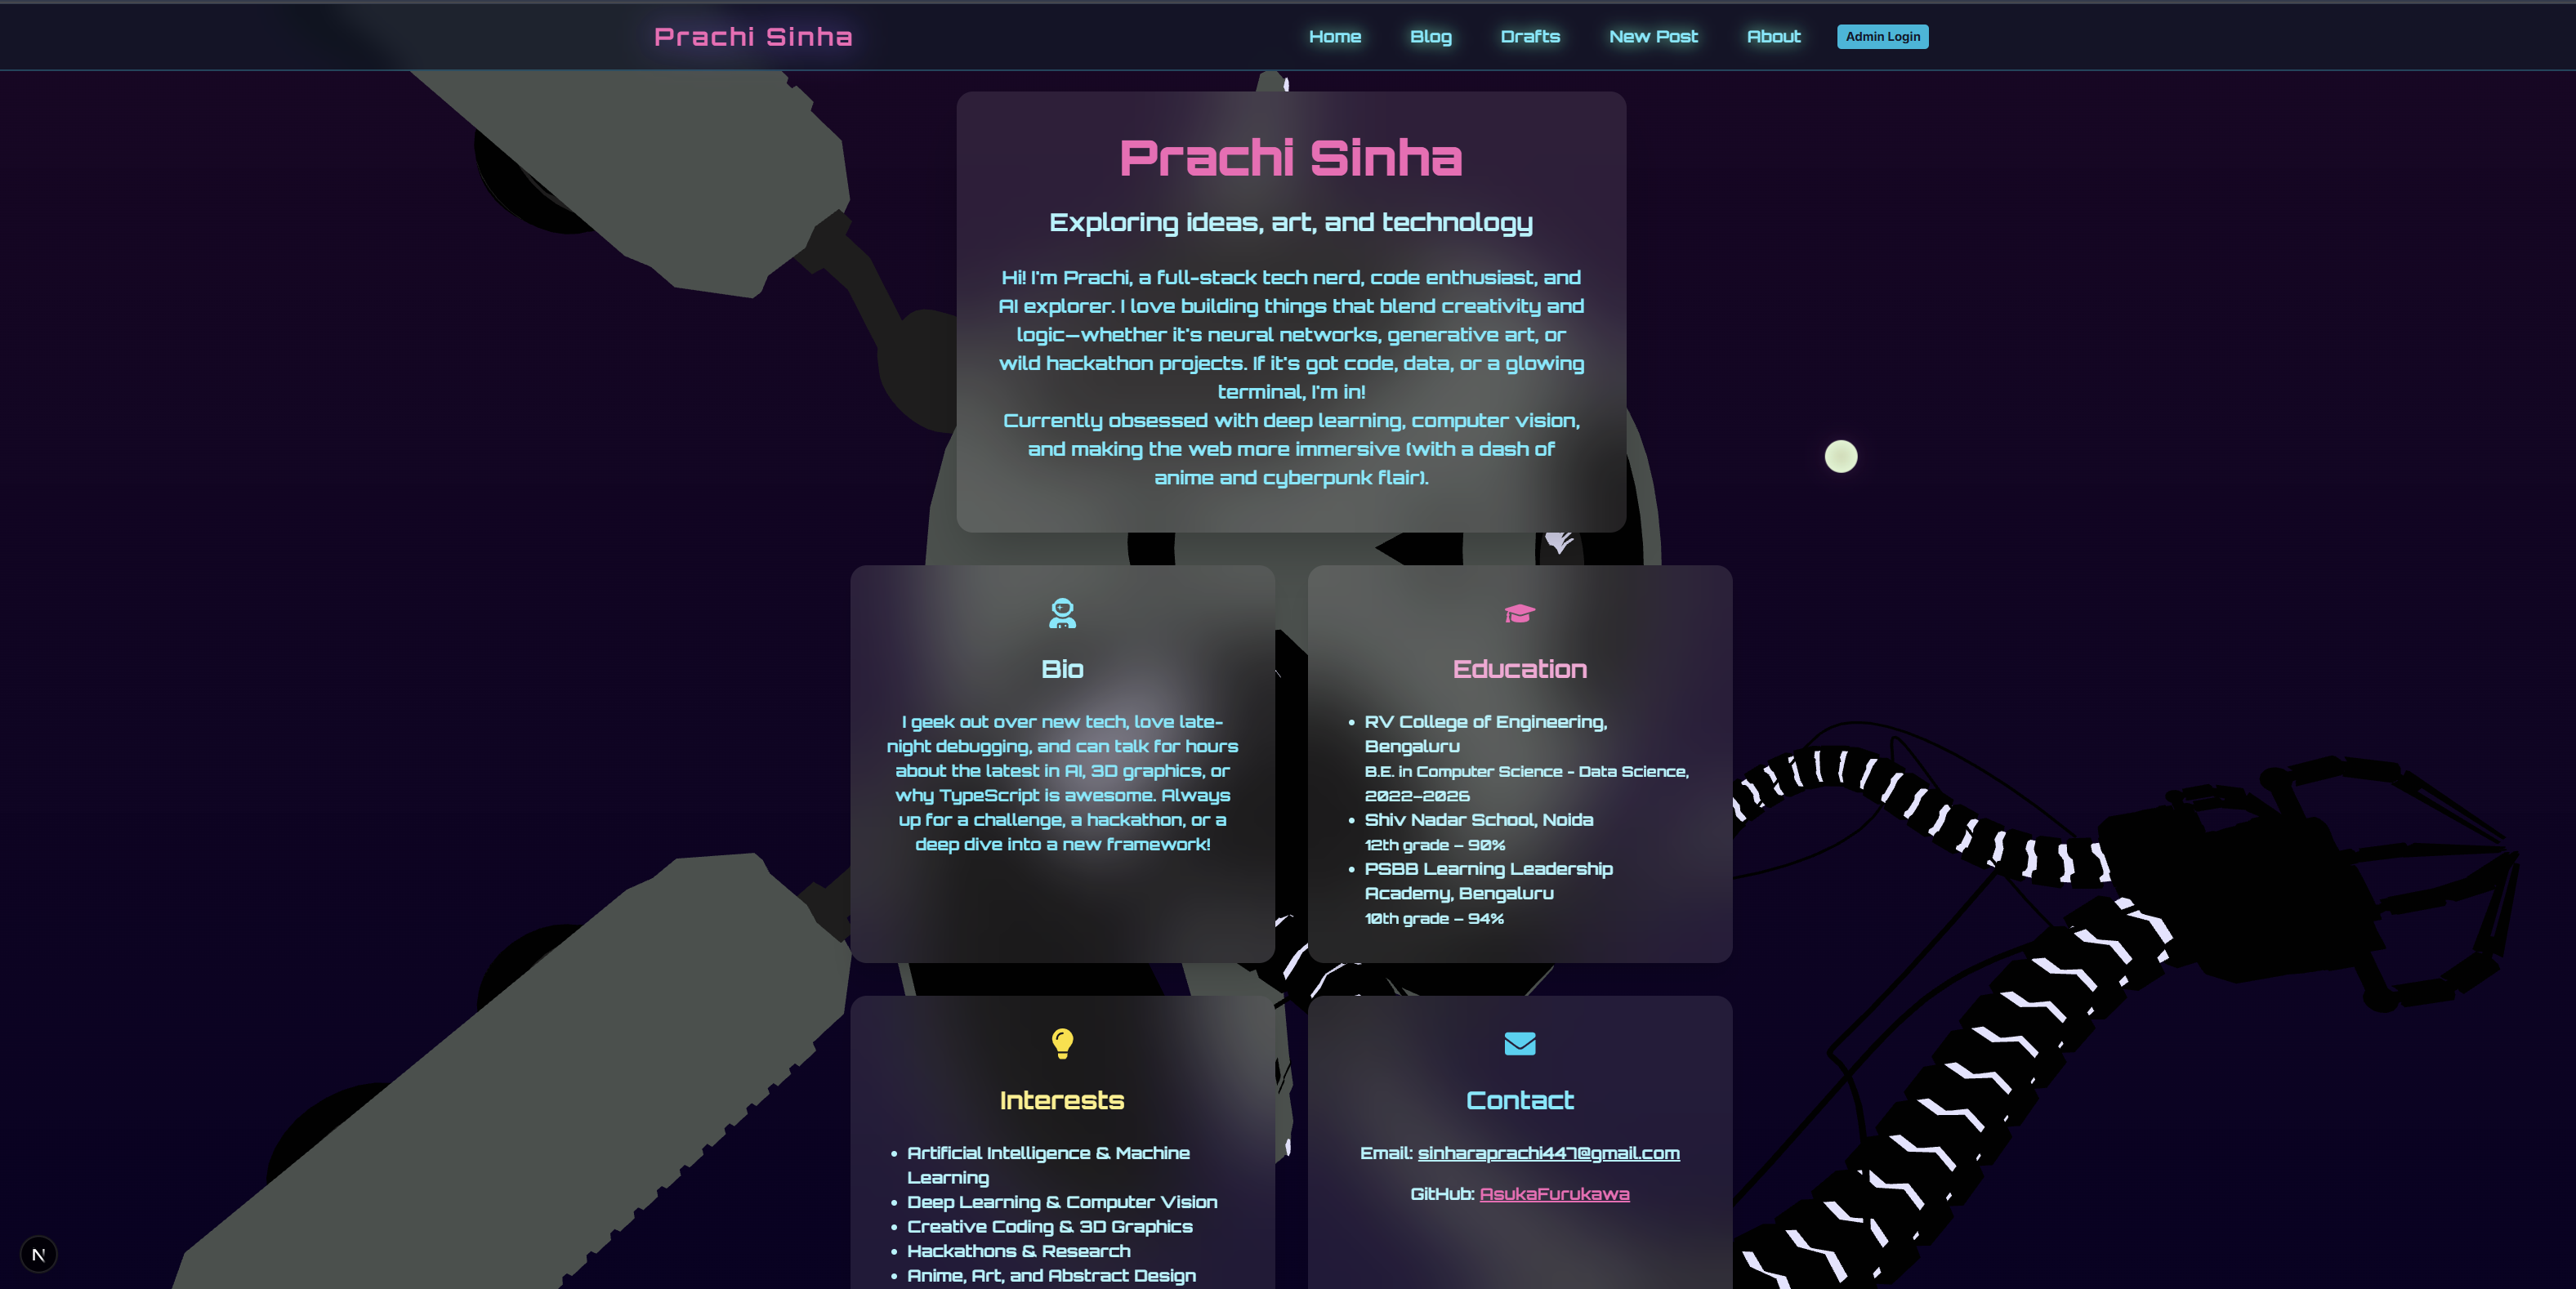 Prachi Sinha
Home Blog Drafts New Post About Admin Login
Prachi Sinha
Exploring ideas, art, and technology
Hi! I'm Prachi, a full-stack tech nerd, code enthusiast, and
AI explorer. I love building things that blend creativity and
logic—whether it's neural networks, generative art, or
wild hackathon projects. If it's got code, data, or a glowing
terminal, I'm in!
Currently obsessed with deep learning, computer vision,
and making the web more immersive (with a dash of
anime and cyberpunk flair).
Bio
I geek out over new tech, love late-
night debugging, and can talk for hours
about the latest in AI, 3D graphics, or
why TypeScript is awesome. Always
up for a challenge, a hackathon, or a
deep dive into a new framework!
Education
• RV College of Engineering,
Bengaluru
B.E. in Computer Science - Data Science,
2022–2026
• Shiv Nadar School, Noida
12th grade – 90%
• PSBB Learning Leadership
Academy, Bengaluru
10th grade – 94%
Interests
• Artificial Intelligence & Machine
Learning
• Deep Learning & Computer Vision
• Creative Coding & 3D Graphics
• Hackathons & Research
• Anime, Art, and Abstract Design
Contact
Email: sinharaprachi447@gmail.com
GitHub: AsukaFurukawa
N